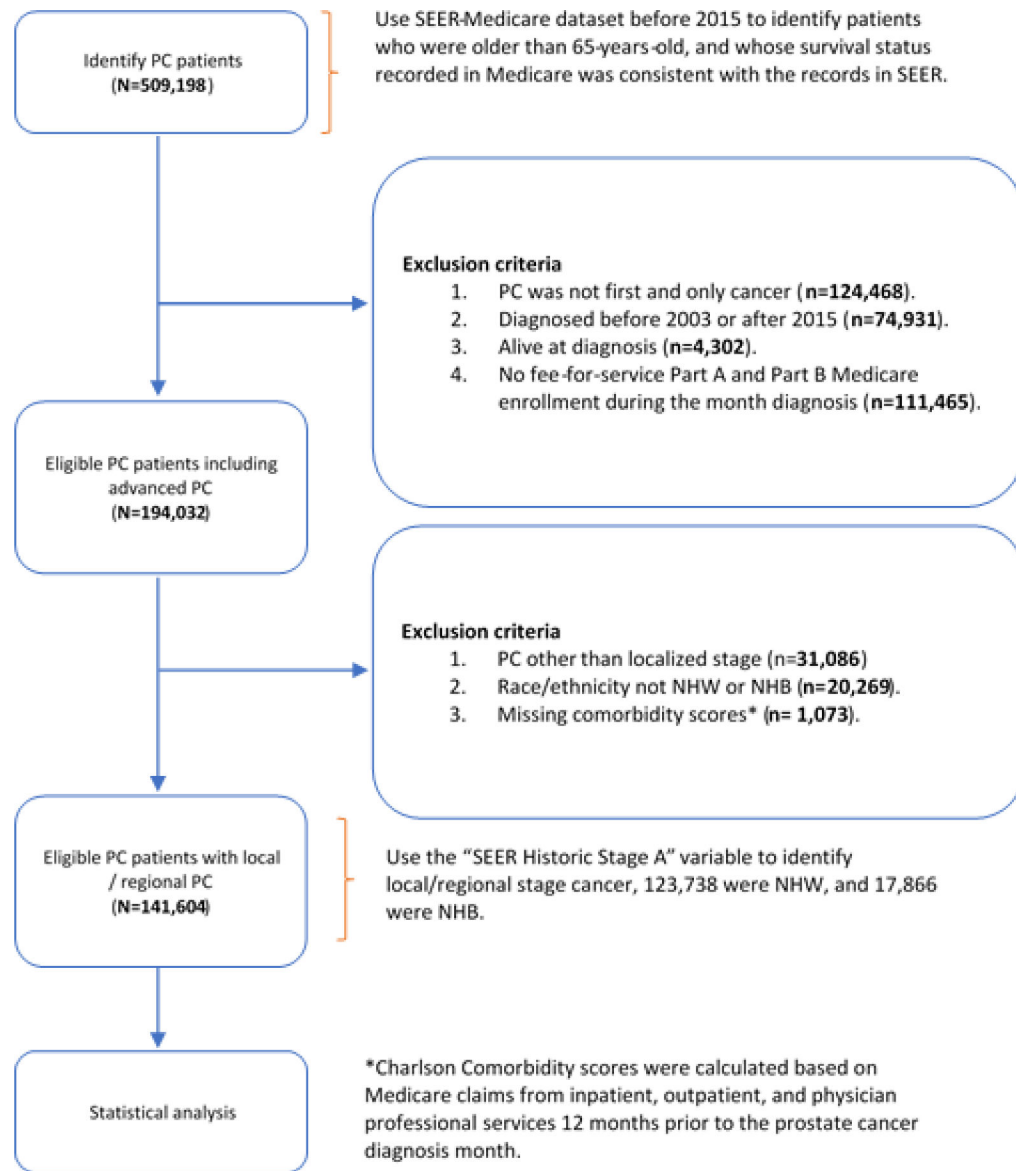 Identify PC patients
(N=509,198)
Use SEER-Medicare dataset before 2015 to identify patients
who were older than 65-years-old, and whose survival status
recorded in Medicare was consistent with the records in SEER.
Exclusion criteria
1. PC was not first and only cancer (n=124,468).
2. Diagnosed before 2003 or after 2015 (n=74,931).
3. Alive at diagnosis (n=4,302).
4. No fee-for-service Part A and Part B Medicare
enrollment during the month diagnosis (n=111,465).
Eligible PC patients including
advanced PC
(N=194,032)
Exclusion criteria
1. PC other than localized stage (n=31,086)
2. Race/ethnicity not NHW or NHB (n=20,269).
3. Missing comorbidity scores* (n= 1,073).
Eligible PC patients with local
/ regional PC
(N=141,604)
Use the “SEER Historic Stage A” variable to identify
local/regional stage cancer, 123,738 were NHW, and 17,866
were NHB.
Statistical analysis
*Charlson Comorbidity scores were calculated based on
Medicare claims from inpatient, outpatient, and physician
professional services 12 months prior to the prostate cancer
diagnosis month.